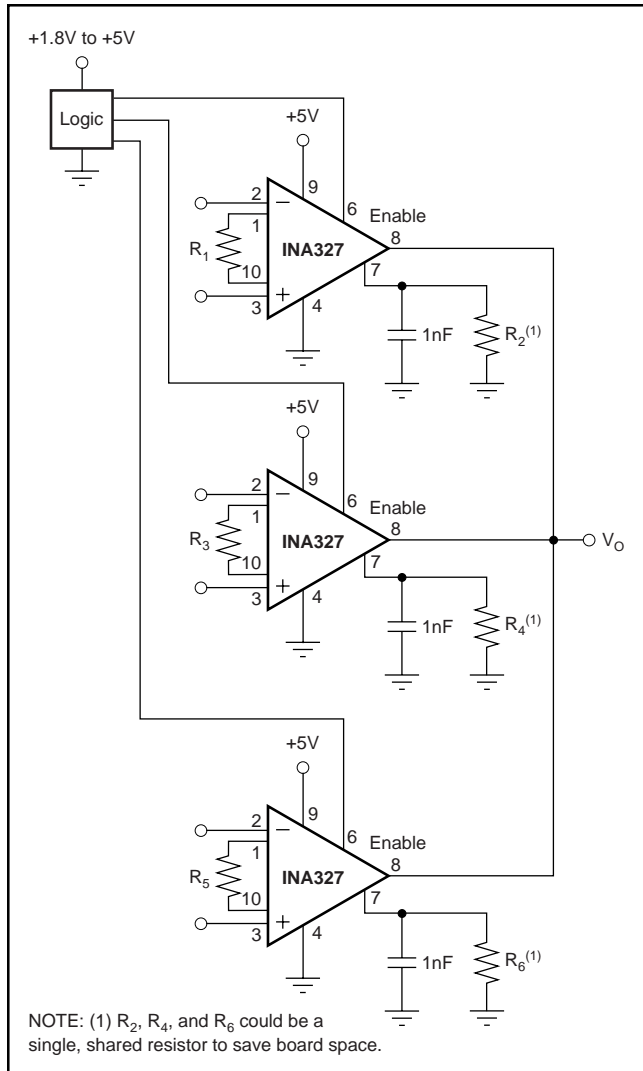 +1.8V to +5V
Logic
+5V
9
2
−
6
Enable
1
8
R1
INA327
7
10
+
3
4
1nF
R2(1)
+5V
9
2
−
6
Enable
1
8
R3
INA327
VO
7
10
+
3
4
1nF
R4(1)
+5V
9
2
−
6
Enable
1
8
R5
INA327
7
10
+
3
4
1nF
R6(1)
NOTE: (1) R2, R4, and R6 could be a
single, shared resistor to save board space.